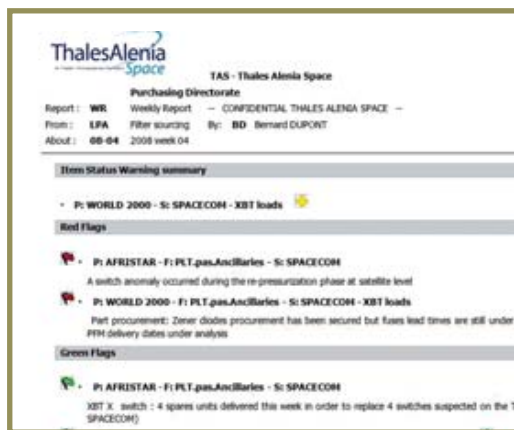 ThalesAlenia
Space
TAS - Thales Alenia Space
Purchasing Directorate
Report : WR Weekly Report -- CONFIDENTIAL THALES ALENIA SPACE --
From : LPA Filter sourcing By: BD Bernard DUPONT
About : 08-04 2008 week 04
Item Status Warning summary
· P: WORLD 2000 - S: SPACECOM - XBT loads
Red Flags
· P: AFRISTAR - F: PLT.pas.Ancillaries - S: SPACECOM
A switch anomaly occurred during the re-pressurization phase at satellite level
· P: WORLD 2000 - F: PLT.pas.Ancillaries - S: SPACECOM - XBT loads
Part procurement: Zener diodes procurement has been secured but fuses lead times are still under
PFM delivery dates under analysis
Green Flags
· P: AFRISTAR - F: PLT.pas.Ancillaries - S: SPACECOM
XBT X switch : 4 spares units delivered this week in order to replace 4 switches suspected on the T
SPACECOM)